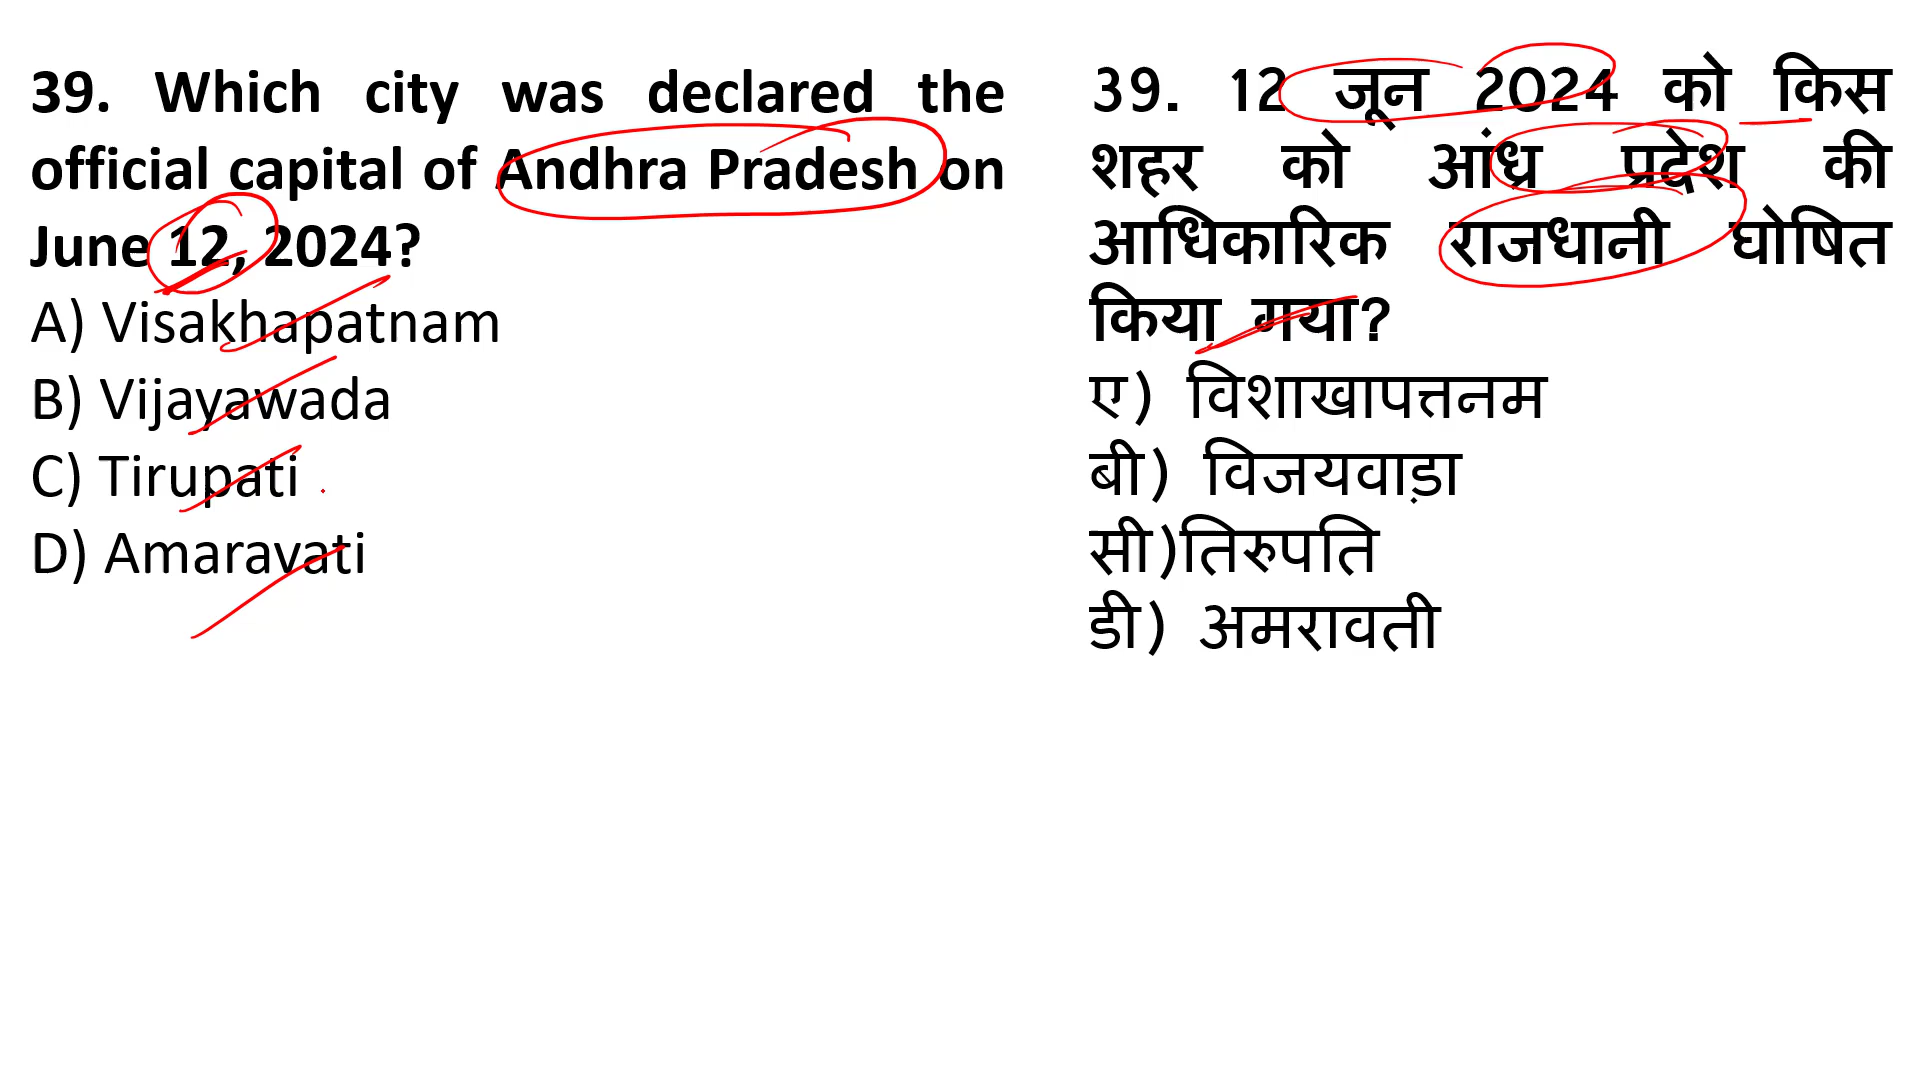 39. Which city was declared the
official capital of Andhra Pradesh on
June 12, 2024?
A) Visakhapatnam
B) Vijayawada
C) Tirupati
D) Amaravati
39. 12 जून 2024 को किस
शहर को आंध्र प्रदेश की
आधिकारिक राजधानी घोषित
किया गया?
ए) विशाखापत्तनम
बी) विजयवाड़ा
सी)तिरुपति
डी) अमरावती